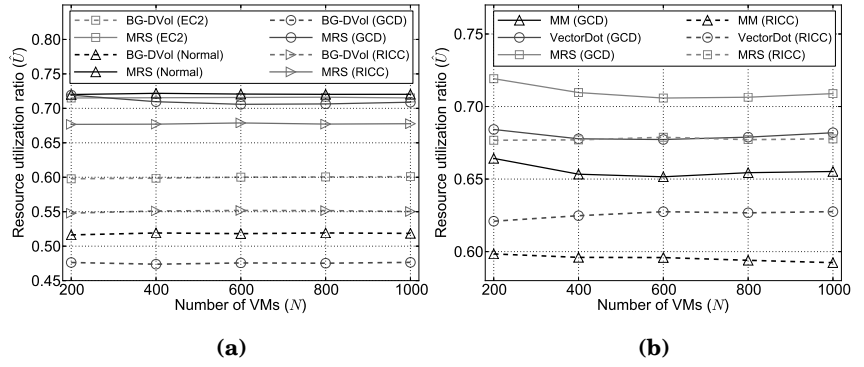 BG-DVol (EC2)
MRS (EC2)
BG-DVol (Normal)
MRS (Normal)
BG-DVol (GCD)
MRS (GCD)
BG-DVol (RICC)
MRS (RICC)
Resource utilization ratio (Û)
0.80
0.75
0.70
0.65
0.60
0.55
0.50
0.45
200 400 600 800 1000
Number of VMs (N)
(a)
MM (GCD)
VectorDot (GCD)
MRS (GCD)
MM (RICC)
VectorDot (RICC)
MRS (RICC)
Resource utilization ratio (Û)
0.75
0.70
0.65
0.60
200 400 600 800 1000
Number of VMs (N)
(b)